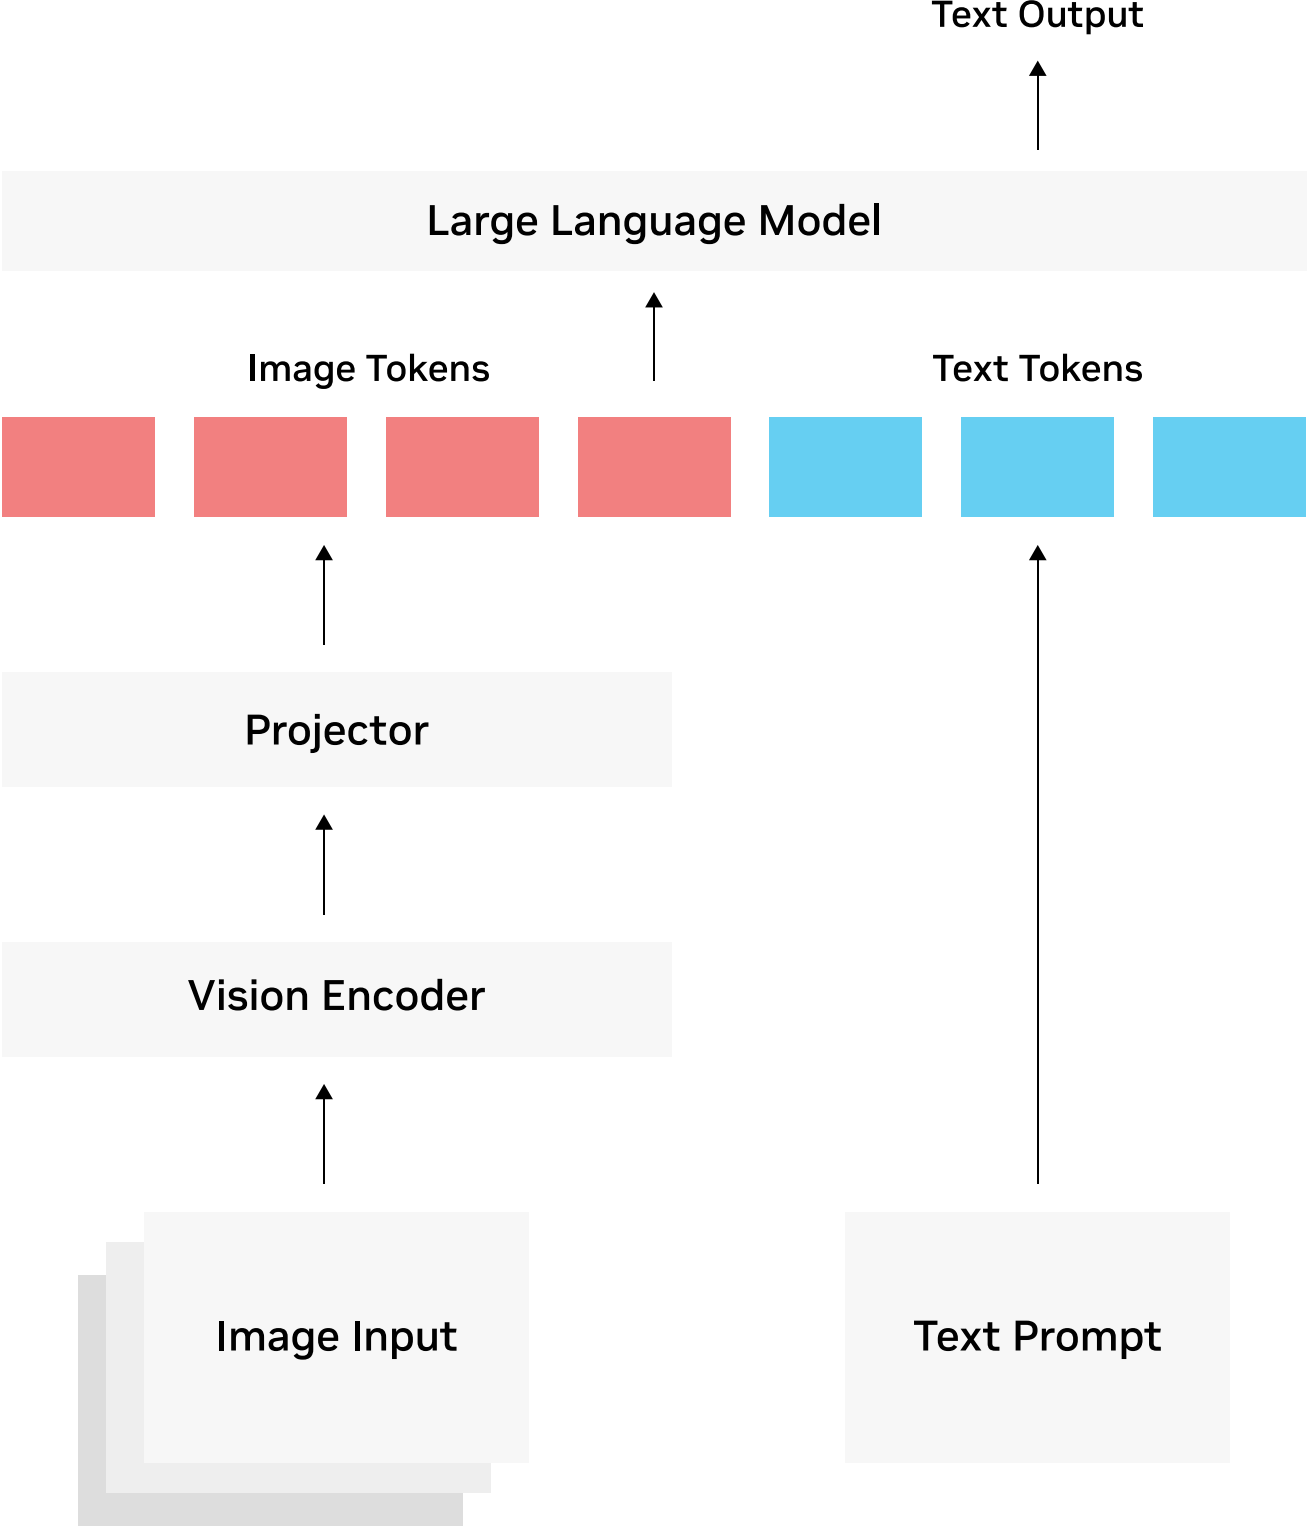 Text Output
Large Language Model
Image Tokens
Text Tokens
Projector
Vision Encoder
Image Input
Text Prompt